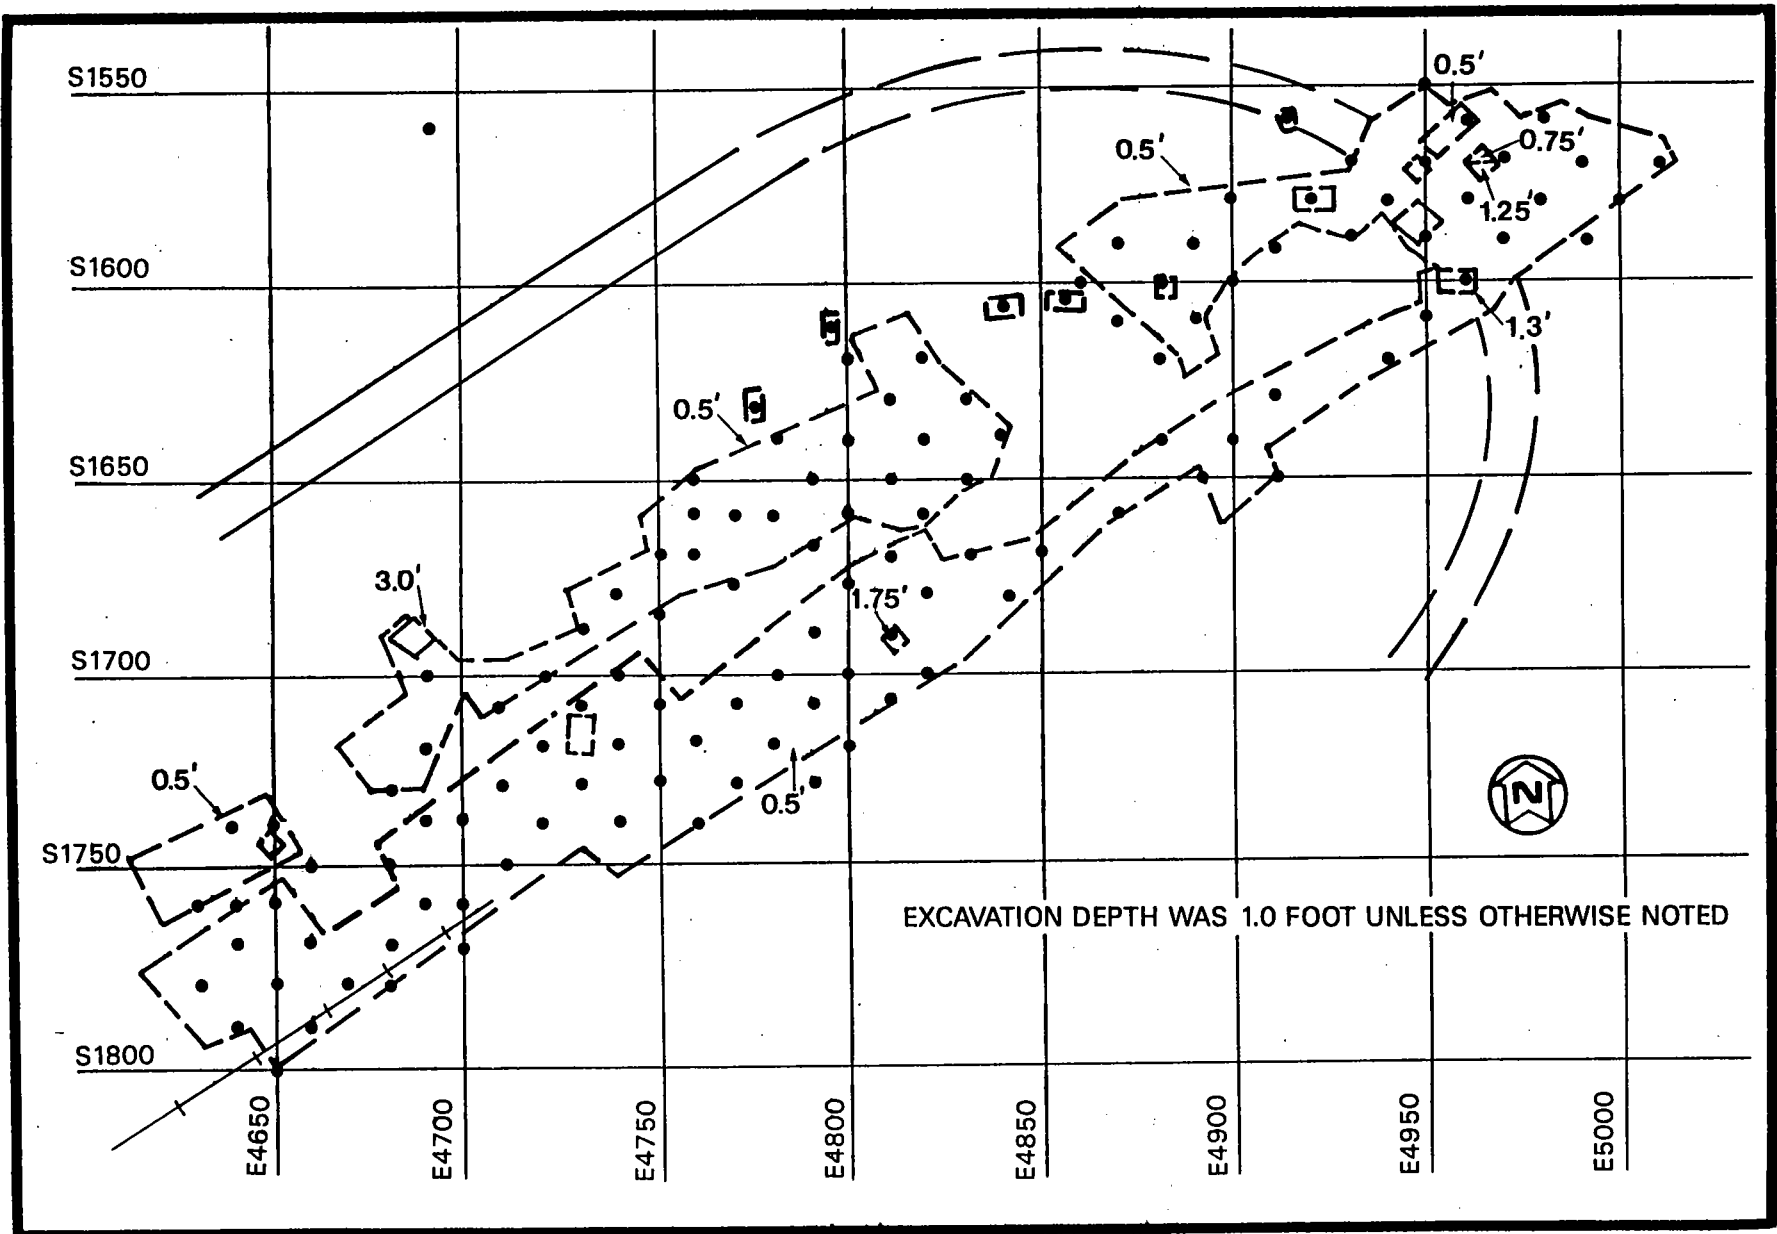 S1550
0.5'
0.5'
0.75'
1.25'
S1600
1.3'
0.5'
S1650
3.0'
1.75'
S1700
0.5'
0.5'
N
S1750
EXCAVATION DEPTH WAS 1.0 FOOT UNLESS OTHERWISE NOTED
S1800
E4650
E4700
E4750
E4800
E4850
E4900
E4950
E5000